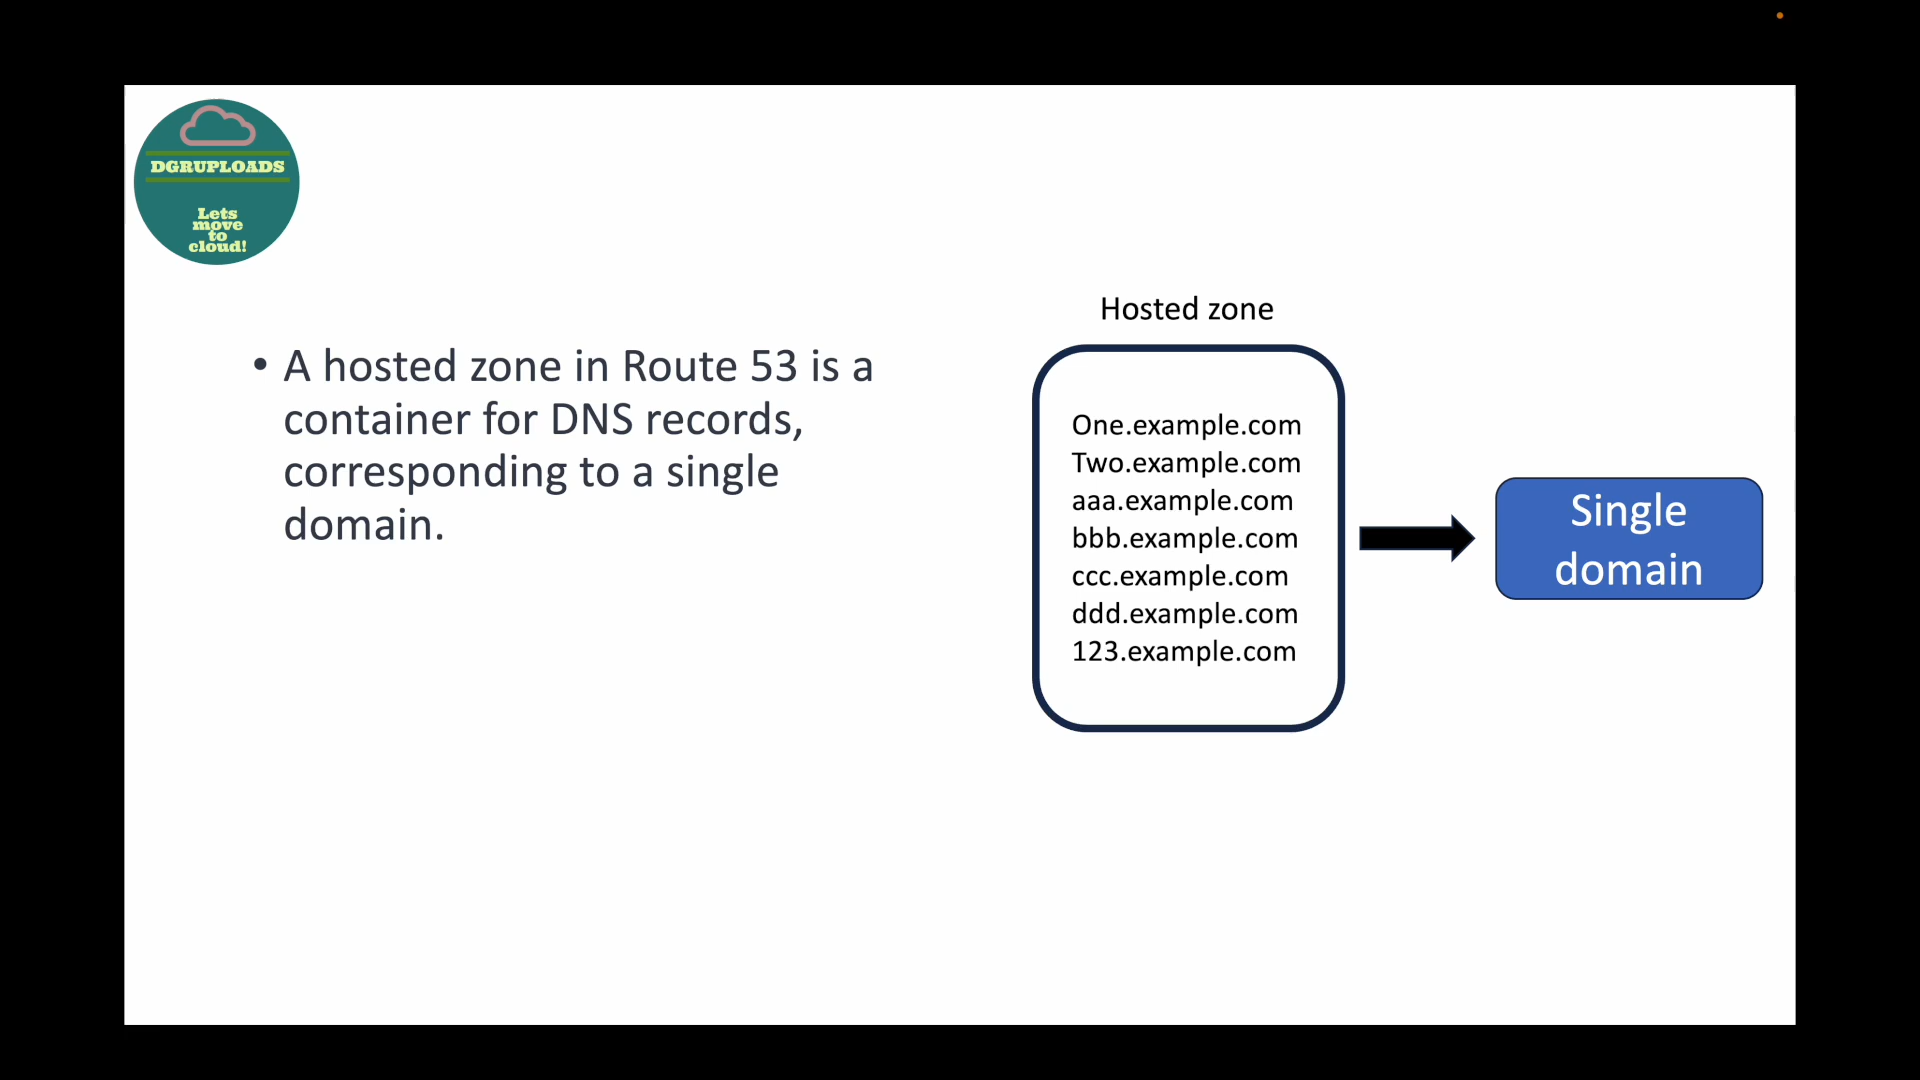 DGRUPLOADS
Lets
move
to
cloud!
• A hosted zone in Route 53 is a
container for DNS records,
corresponding to a single
domain.
Hosted zone
One.example.com
Two.example.com
aaa.example.com
bbb.example.com
ccc.example.com
ddd.example.com
123.example.com
Single
domain